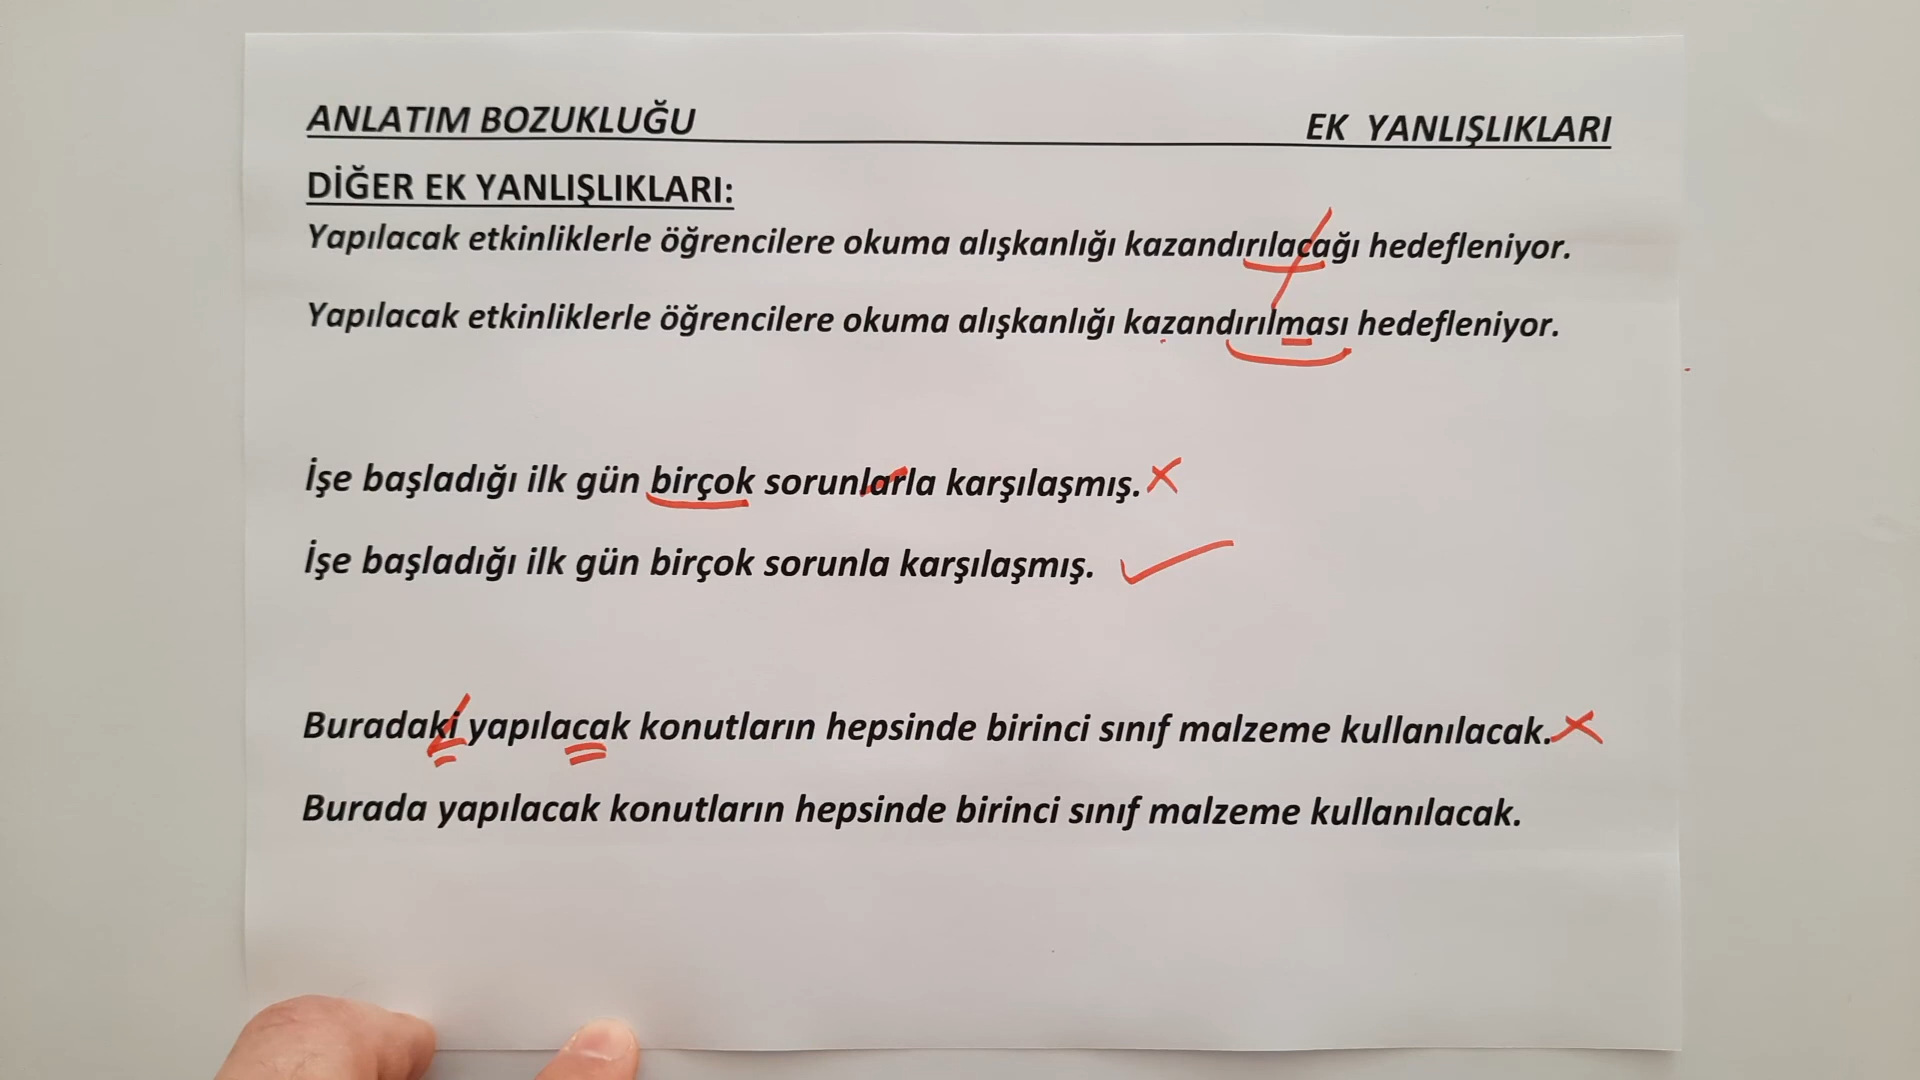 ANLATIM BOZUKLUĞU EK YANLIŞLIKLARI
DİĞER EK YANLIŞLIKLARI:
Yapılacak etkinliklerle öğrencilere okuma alışkanlığı kazandırılacağı hedefleniyor.
Yapılacak etkinliklerle öğrencilere okuma alışkanlığı kazandırılması hedefleniyor.
İşe başladığı ilk gün birçok sorunlarla karşılaşmış.
İşe başladığı ilk gün birçok sorunla karşılaşmış.
Buradaki yapılacak konutların hepsinde birinci sınıf malzeme kullanılacak.
Burada yapılacak konutların hepsinde birinci sınıf malzeme kullanılacak.